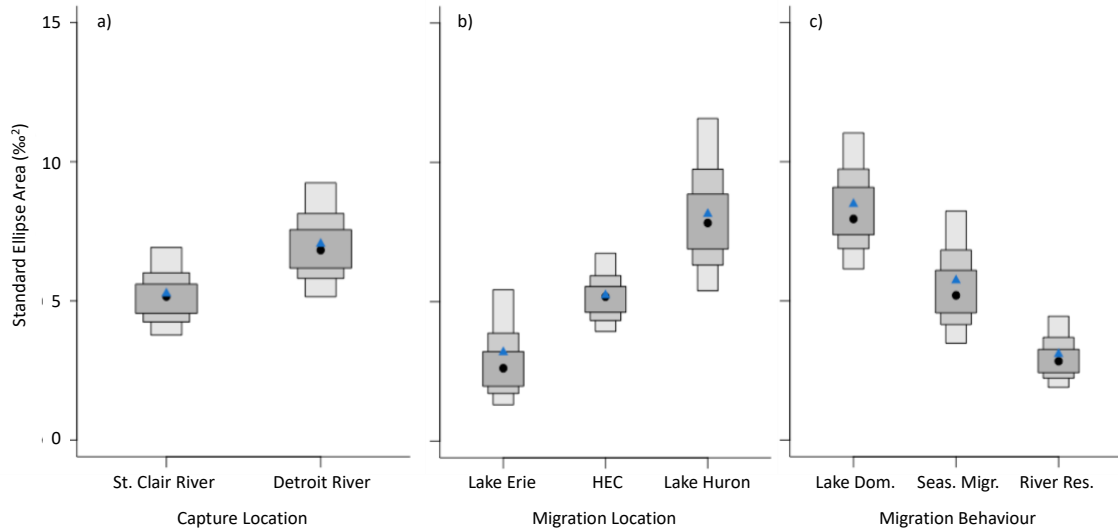 a)
b)
c)
Standard Ellipse Area (‰²)
15
10
5
0
St. Clair River Detroit River
Lake Erie HEC Lake Huron
Lake Dom. Seas. Migr. River Res.
Capture Location
Migration Location
Migration Behaviour